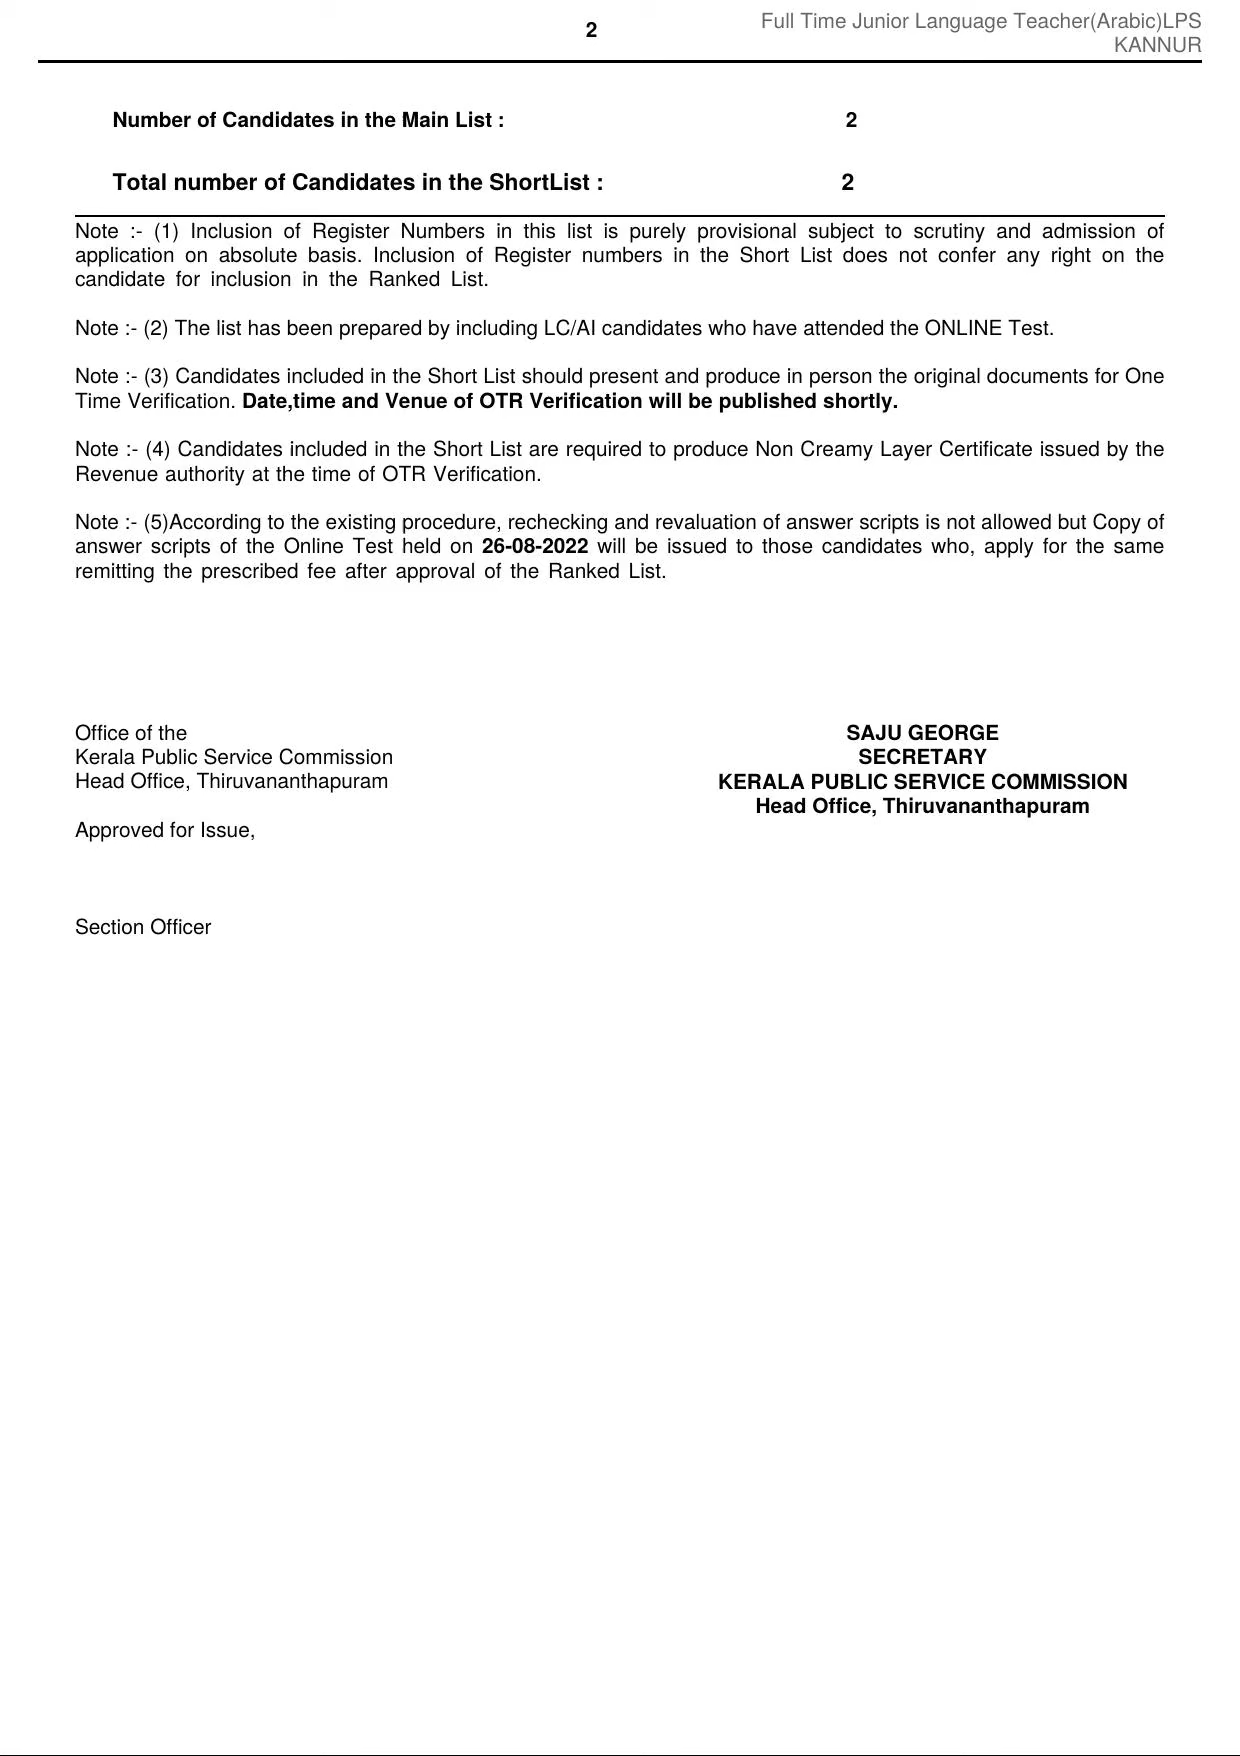 2
Full Time Junior Language Teacher(Arabic)LPS
KANNUR
Number of Candidates in the Main List : 2
Total number of Candidates in the ShortList : 2
Note :- (1) Inclusion of Register Numbers in this list is purely provisional subject to scrutiny and admission of
application on absolute basis. Inclusion of Register numbers in the Short List does not confer any right on the
candidate for inclusion in the Ranked List.
Note :- (2) The list has been prepared by including LC/AI candidates who have attended the ONLINE Test.
Note :- (3) Candidates included in the Short List should present and produce in person the original documents for One
Time Verification. Date,time and Venue of OTR Verification will be published shortly.
Note :- (4) Candidates included in the Short List are required to produce Non Creamy Layer Certificate issued by the
Revenue authority at the time of OTR Verification.
Note :- (5)According to the existing procedure, rechecking and revaluation of answer scripts is not allowed but Copy of
answer scripts of the Online Test held on 26-08-2022 will be issued to those candidates who, apply for the same
remitting the prescribed fee after approval of the Ranked List.
Office of the
Kerala Public Service Commission
Head Office, Thiruvananthapuram
Approved for Issue,
Section Officer
SAJU GEORGE
SECRETARY
KERALA PUBLIC SERVICE COMMISSION
Head Office, Thiruvananthapuram